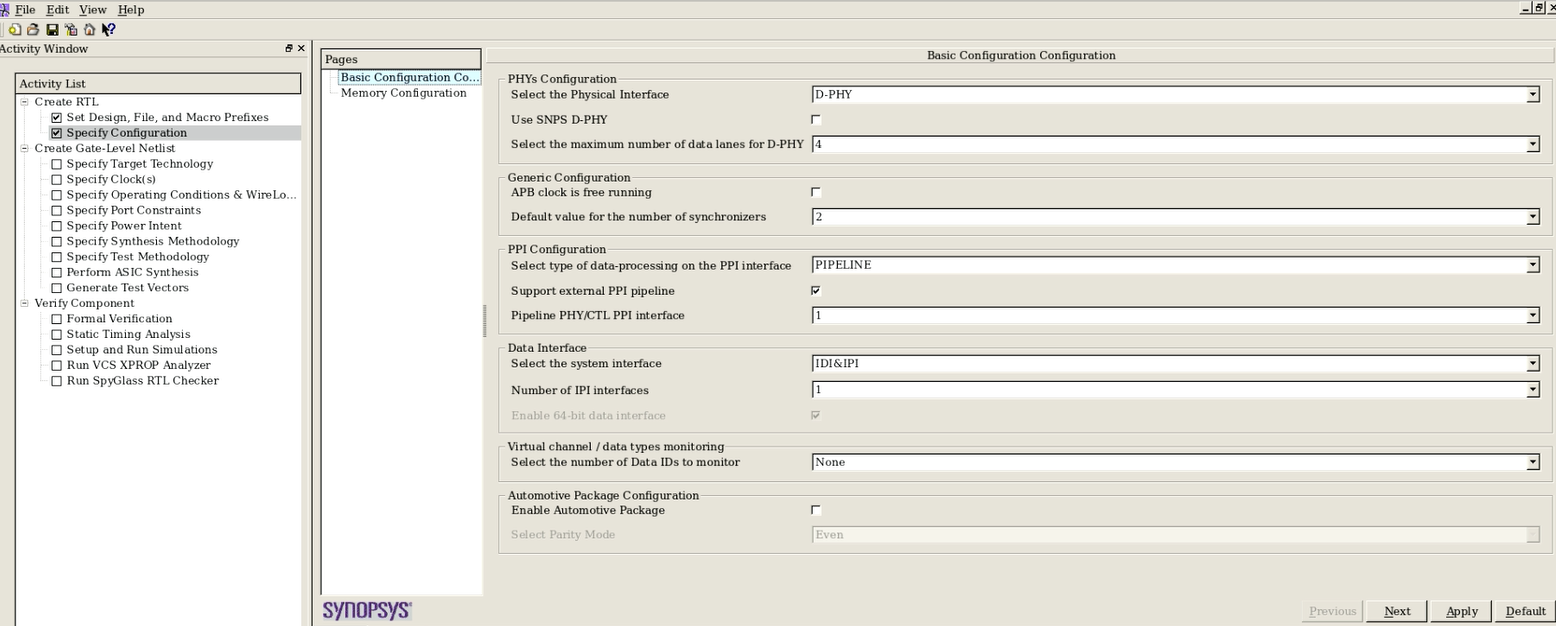 File Edit View Help
Activity Window
Activity List
Create RTL
Set Design, File, and Macro Prefixes
Specify Configuration
Create Gate-Level Netlist
Specify Target Technology
Specify Clock(s)
Specify Operating Conditions & WireLo...
Specify Port Constraints
Specify Power Intent
Specify Synthesis Methodology
Specify Test Methodology
Perform ASIC Synthesis
Generate Test Vectors
Verify Component
Formal Verification
Static Timing Analysis
Setup and Run Simulations
Run VCS XPROP Analyzer
Run SpyGlass RTL Checker
Pages
Basic Configuration Co...
Memory Configuration
Basic Configuration Configuration
PHYs Configuration
Select the Physical Interface D-PHY
Use SNPS D-PHY
Select the maximum number of data lanes for D-PHY 4
Generic Configuration
APB clock is free running
Default value for the number of synchronizers 2
PPI Configuration
Select type of data-processing on the PPI interface PIPELINE
Support external PPI pipeline
Pipeline PHY/CTL PPI interface 1
Data Interface
Select the system interface IDI&IPI
Number of IPI interfaces 1
Enable 64-bit data interface
Virtual channel / data types monitoring
Select the number of Data IDs to monitor None
Automotive Package Configuration
Enable Automotive Package
Select Parity Mode Even
SYNOPSYS
Previous Next Apply Default